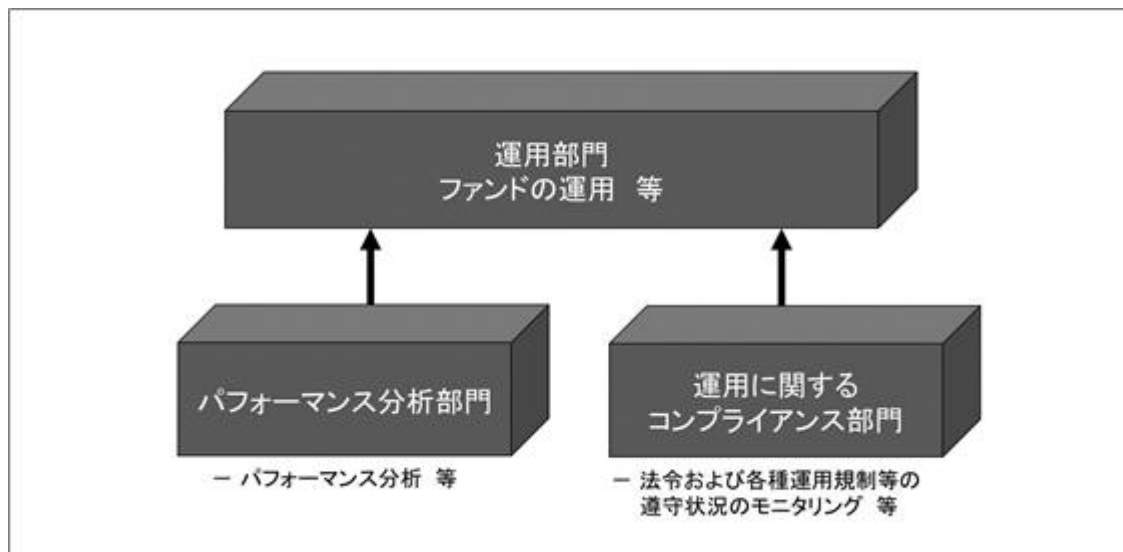 運用部門
ファンドの運用 等
パフォーマンス分析部門
－ パフォーマンス分析 等
運用に関する
コンプライアンス部門
－ 法令および各種運用規制等の
遵守状況のモニタリング 等